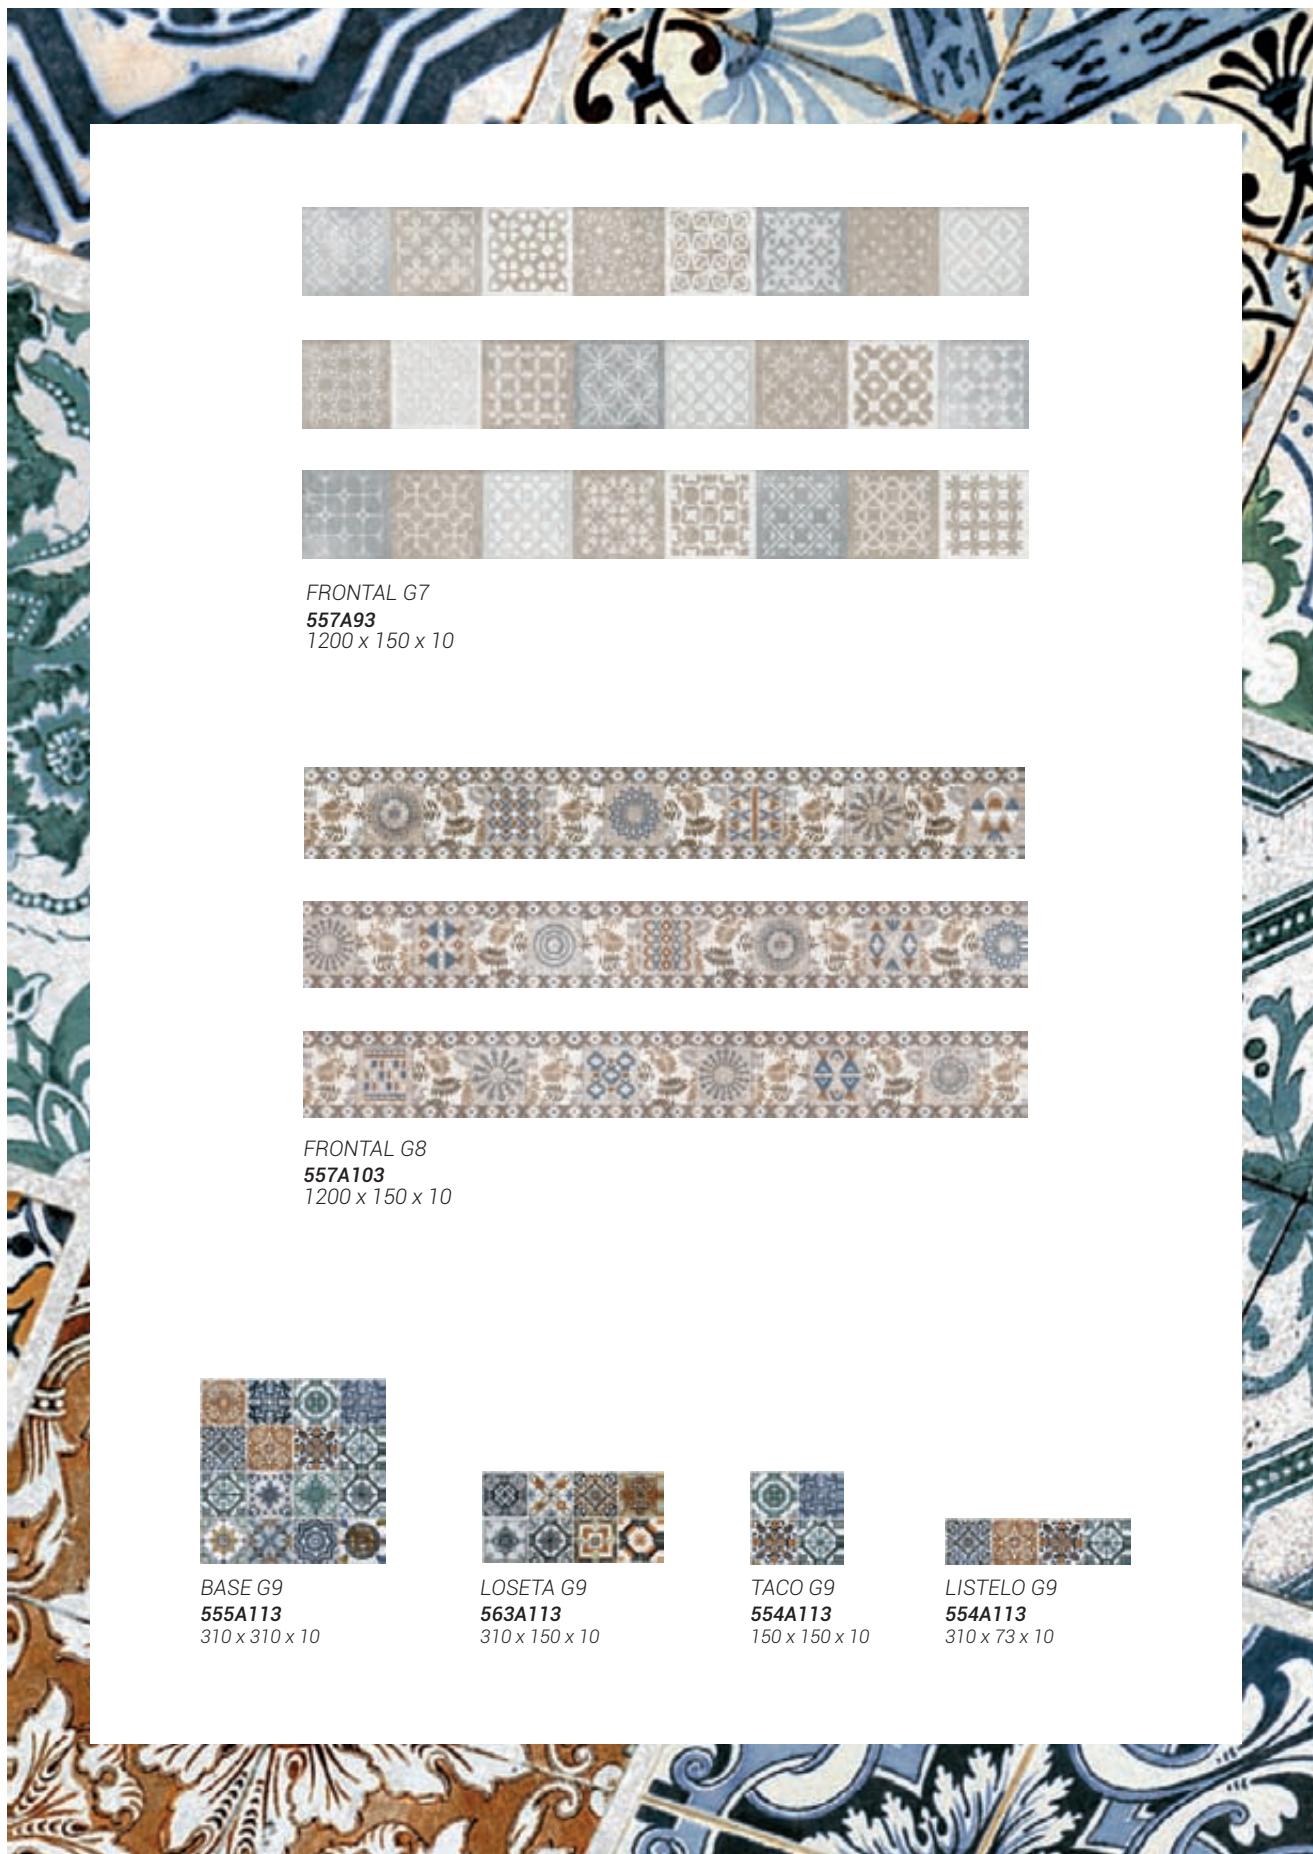 FRONTAL G7
557A93
1200 x 150 x 10
FRONTAL G8
557A103
1200 x 150 x 10
BASE G9
555A113
310 x 310 x 10
LOSETA G9
563A113
310 x 150 x 10
TACO G9
554A113
150 x 150 x 10
LISTELO G9
554A113
310 x 73 x 10